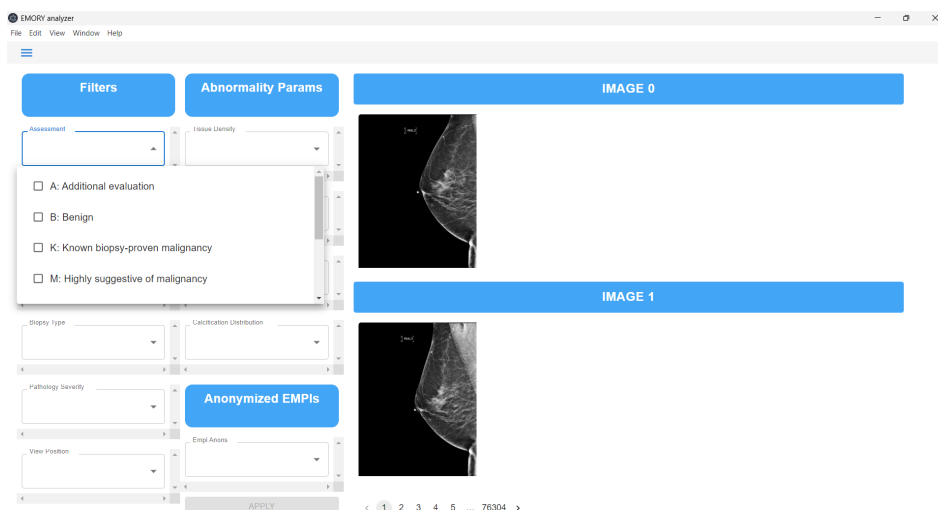 EMORY analyzer
File Edit View Window Help
Filters
Abnormality Params
IMAGE 0
Assessment
Tissue Density
A: Additional evaluation
B: Benign
K: Known biopsy-proven malignancy
M: Highly suggestive of malignancy
IMAGE 1
Biopsy Type
Calcification Distribution
Pathology Severity
Anonymized EMPIs
Empi Anons
View Position
APPLY
‹ 1 2 3 4 5 ... 76304 ›